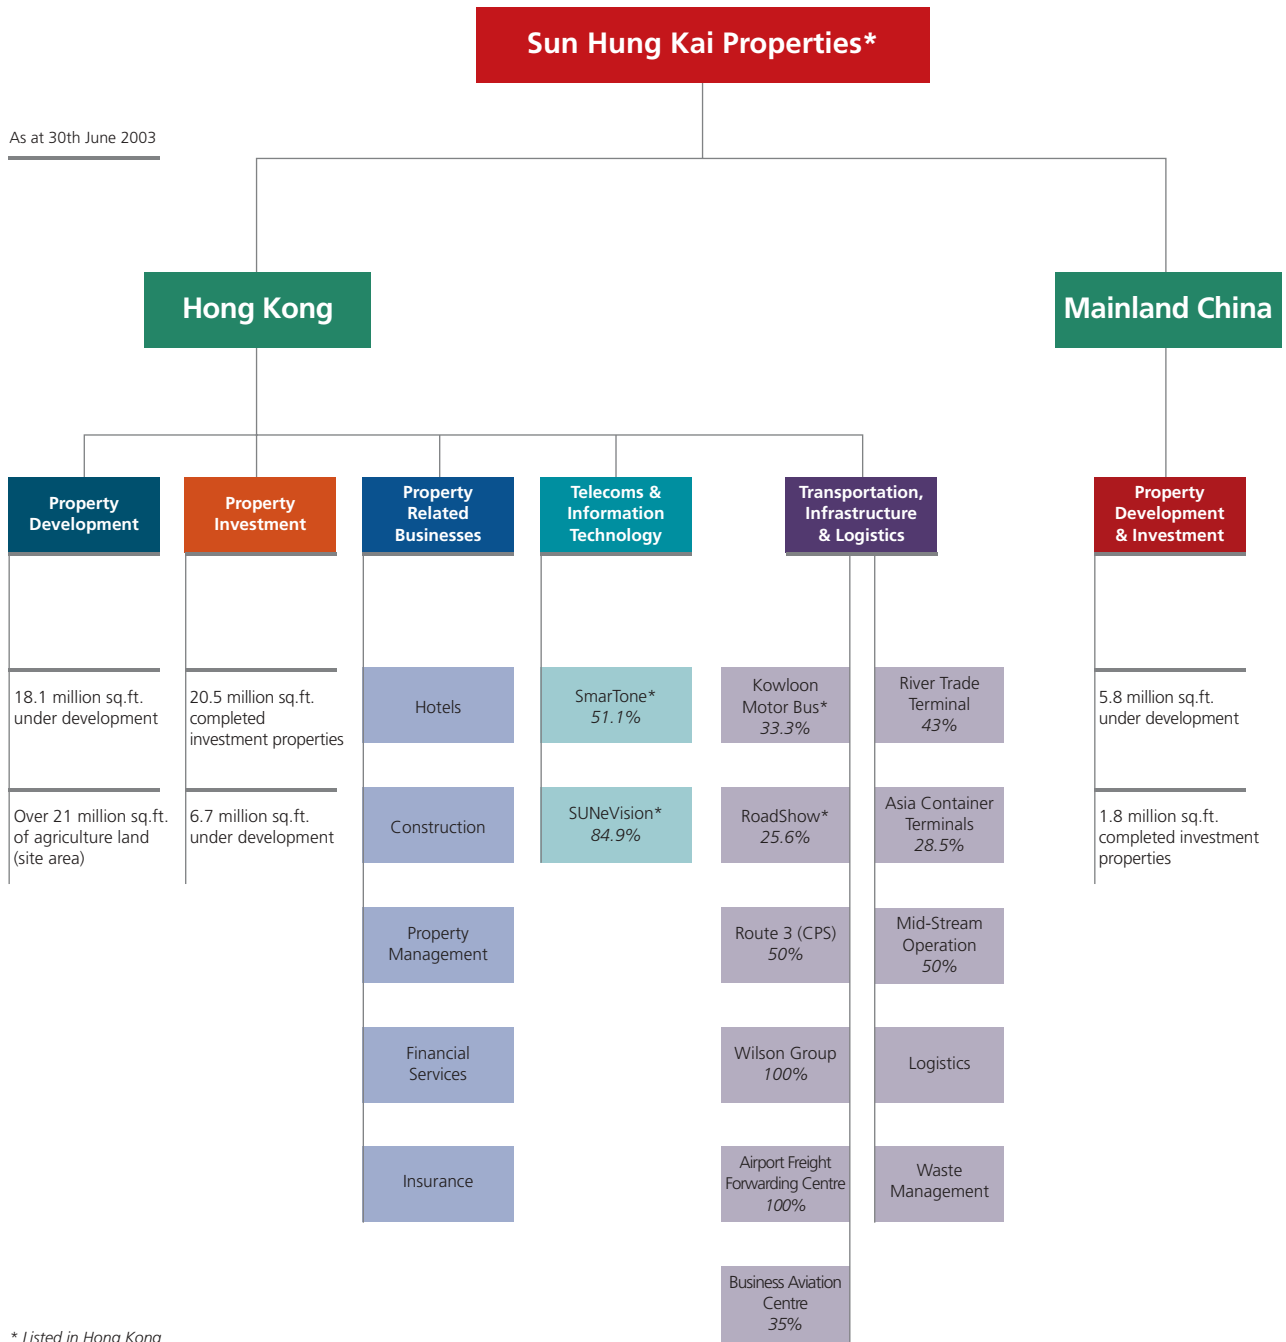 Sun Hung Kai Properties*
As at 30th June 2003
Hong Kong
Mainland China
Property
Development
Property
Investment
Property
Related
Businesses
Telecoms &
Information
Technology
Transportation,
Infrastructure
& Logistics
Property
Development
& Investment
18.1 million sq.ft.
under development
Over 21 million sq.ft.
of agriculture land
(site area)
20.5 million sq.ft.
completed
investment properties
6.7 million sq.ft.
under development
Hotels
Construction
Property
Management
Financial
Services
Insurance
SmarTone*
51.1%
SUNeVision*
84.9%
Kowloon
Motor Bus*
33.3%
RoadShow*
25.6%
Route 3 (CPS)
50%
Wilson Group
100%
Airport Freight
Forwarding Centre
100%
Business Aviation
Centre
35%
River Trade
Terminal
43%
Asia Container
Terminals
28.5%
Mid-Stream
Operation
50%
Logistics
Waste
Management
5.8 million sq.ft.
under development
1.8 million sq.ft.
completed investment
properties
* Listed in Hong Kong